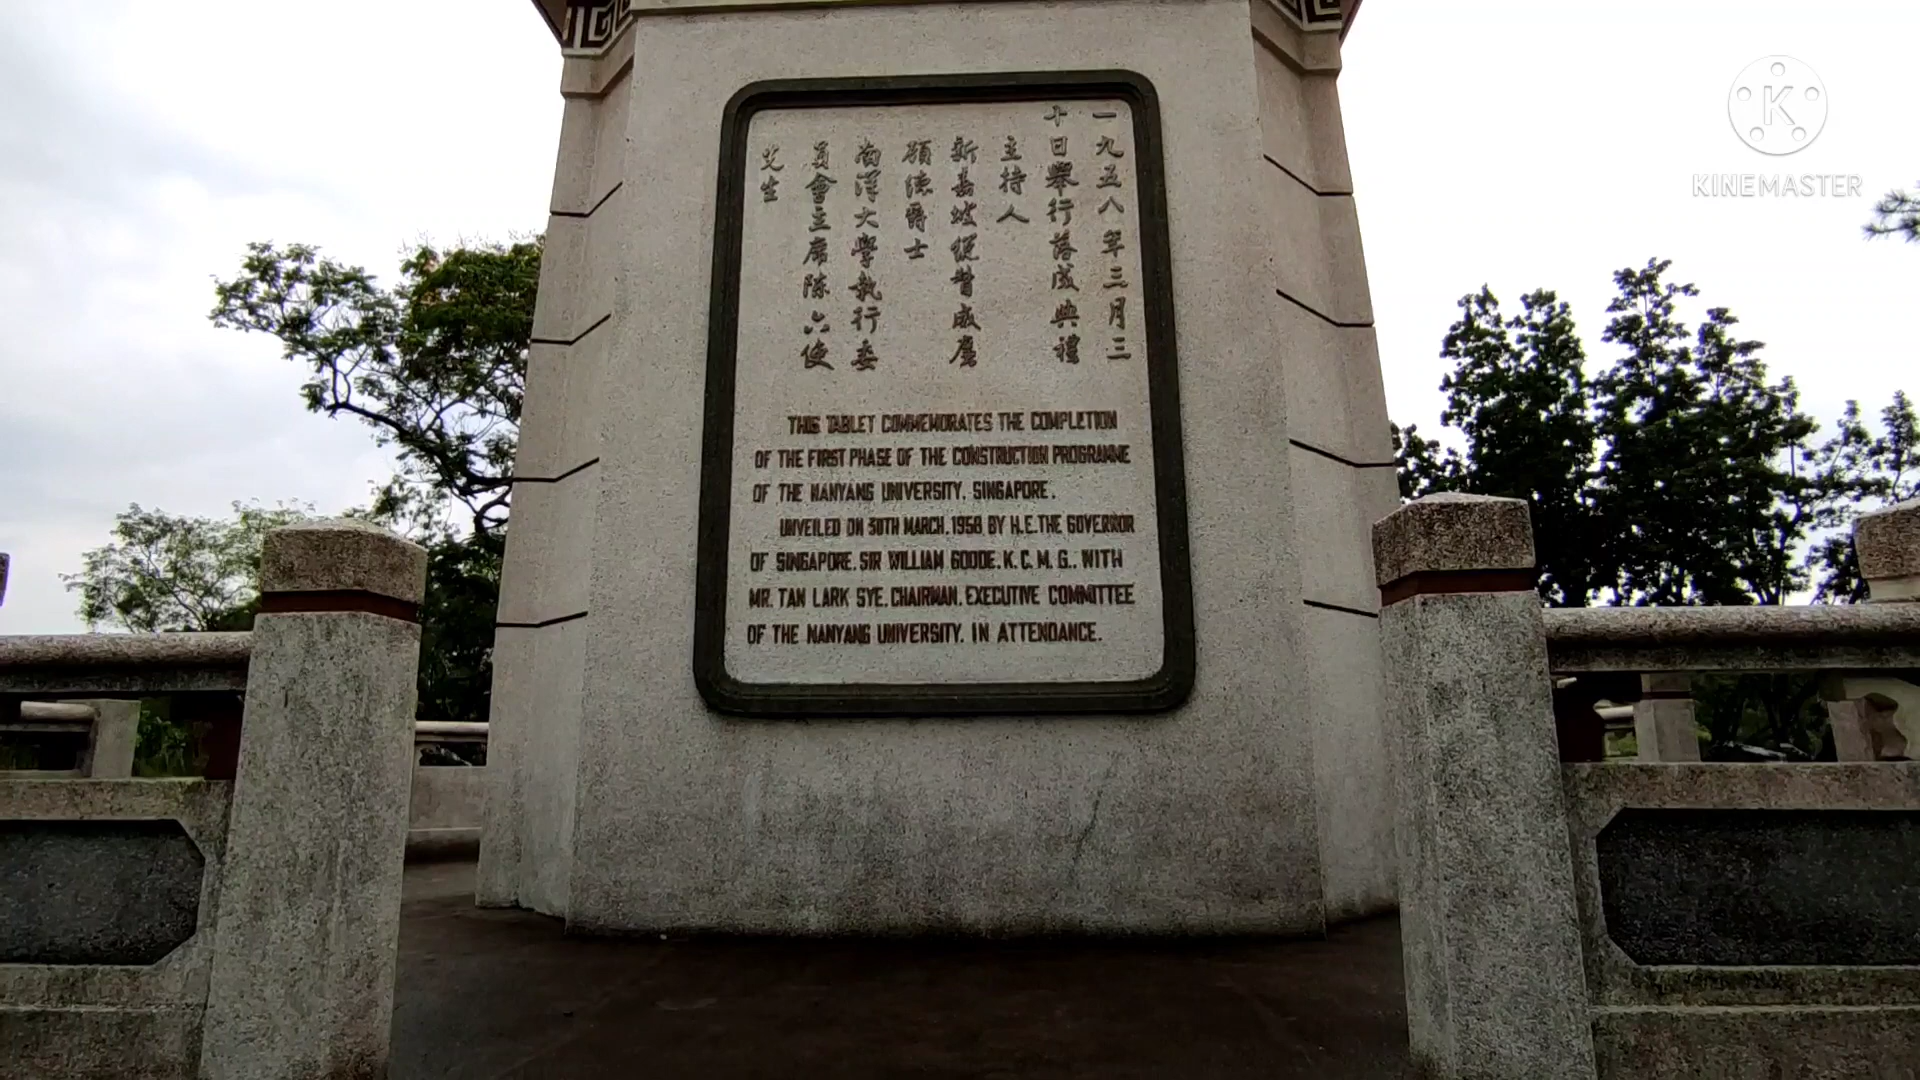 一九五八年三月三
十日舉行落成典禮
主持人
新嘉坡總督威廉
顧德爵士
南洋大學執行委
員會主席陳六使
先生
THIS TABLET COMMEMORATES THE COMPLETION
OF THE FIRST PHASE OF THE CONSTRUCTION PROGRAMME
OF THE NANYANG UNIVERSITY, SINGAPORE.
UNVEILED ON 30TH MARCH, 1958 BY H.E. THE GOVERNOR
OF SINGAPORE, SIR WILLIAM GOODE, K.C.M.G., WITH
MR. TAN LARK SYE, CHAIRMAN, EXECUTIVE COMMITTEE
OF THE NANYANG UNIVERSITY, IN ATTENDANCE.
K
KINEMASTER